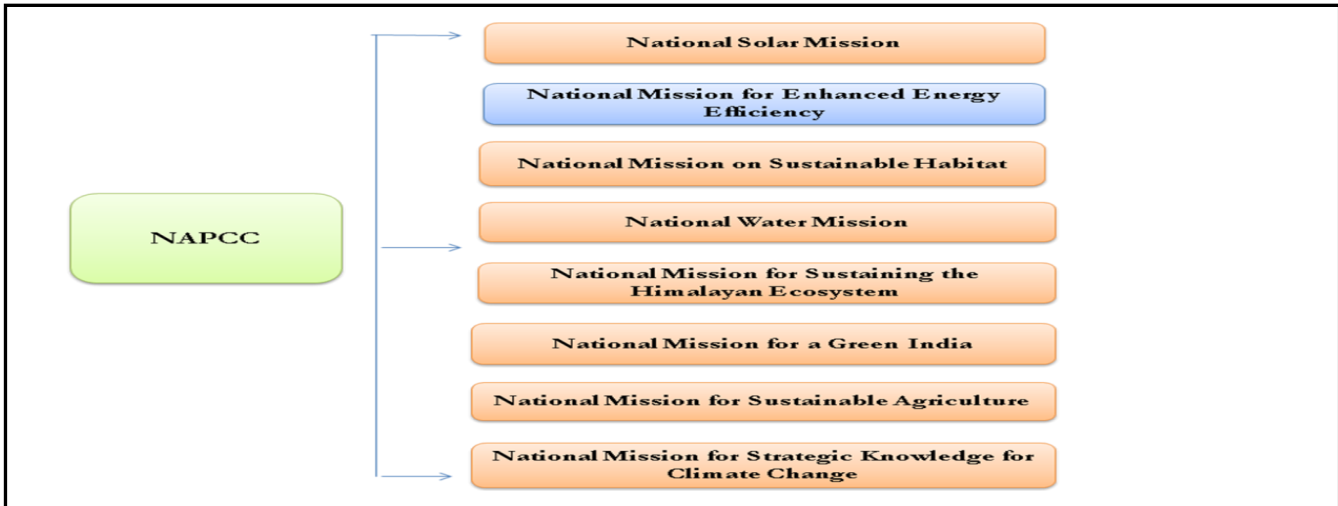 National Solar Mission
National Mission for Enhanced Energy
Efficiency
National Mission on Sustainable Habitat
NAPCC
National Water Mission
National Mission for Sustaining the
Himalayan Ecosystem
National Mission for a Green India
National Mission for Sustainable Agriculture
National Mission for Strategic Knowledge for
Climate Change